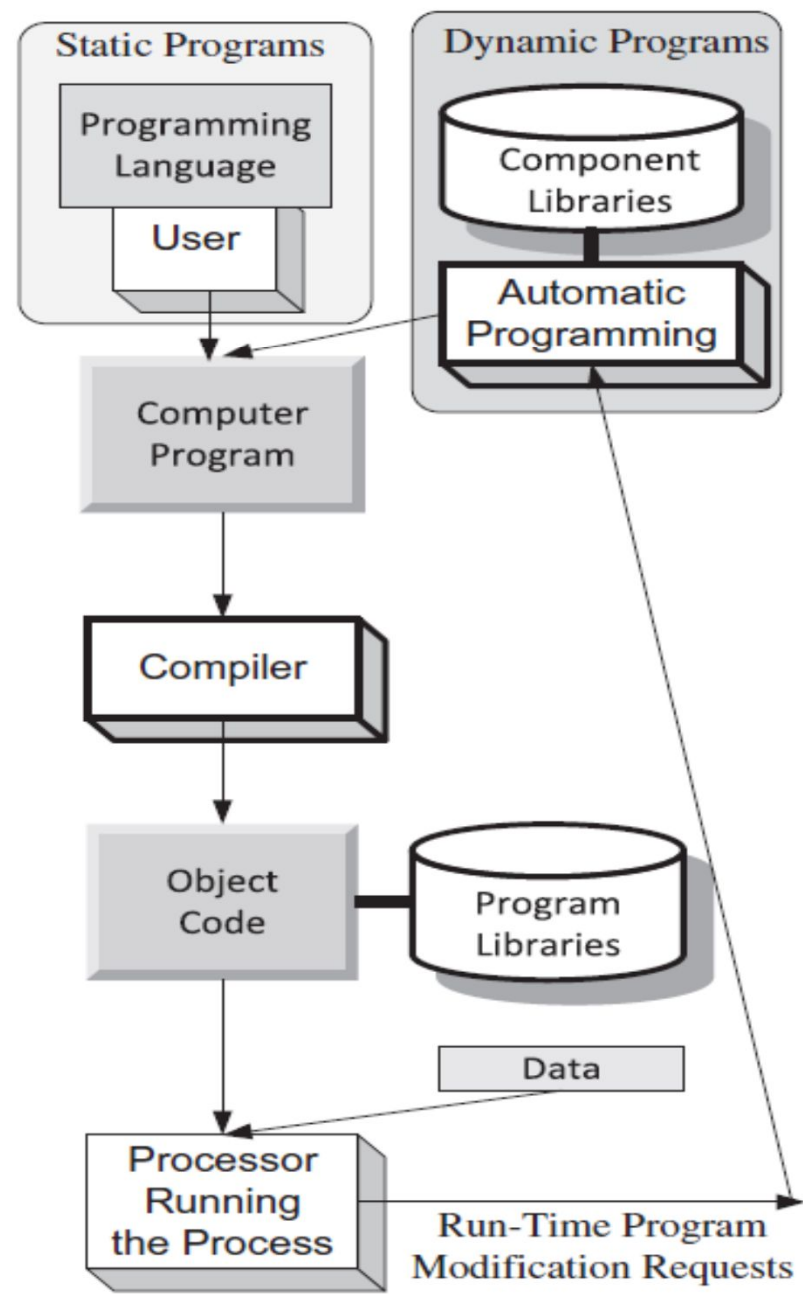 Static Programs
Programming
Language
User
Dynamic Programs
Component
Libraries
Automatic
Programming
Computer
Program
Compiler
Object
Code
Program
Libraries
Data
Processor
Running
the Process
Run-Time Program
Modification Requests